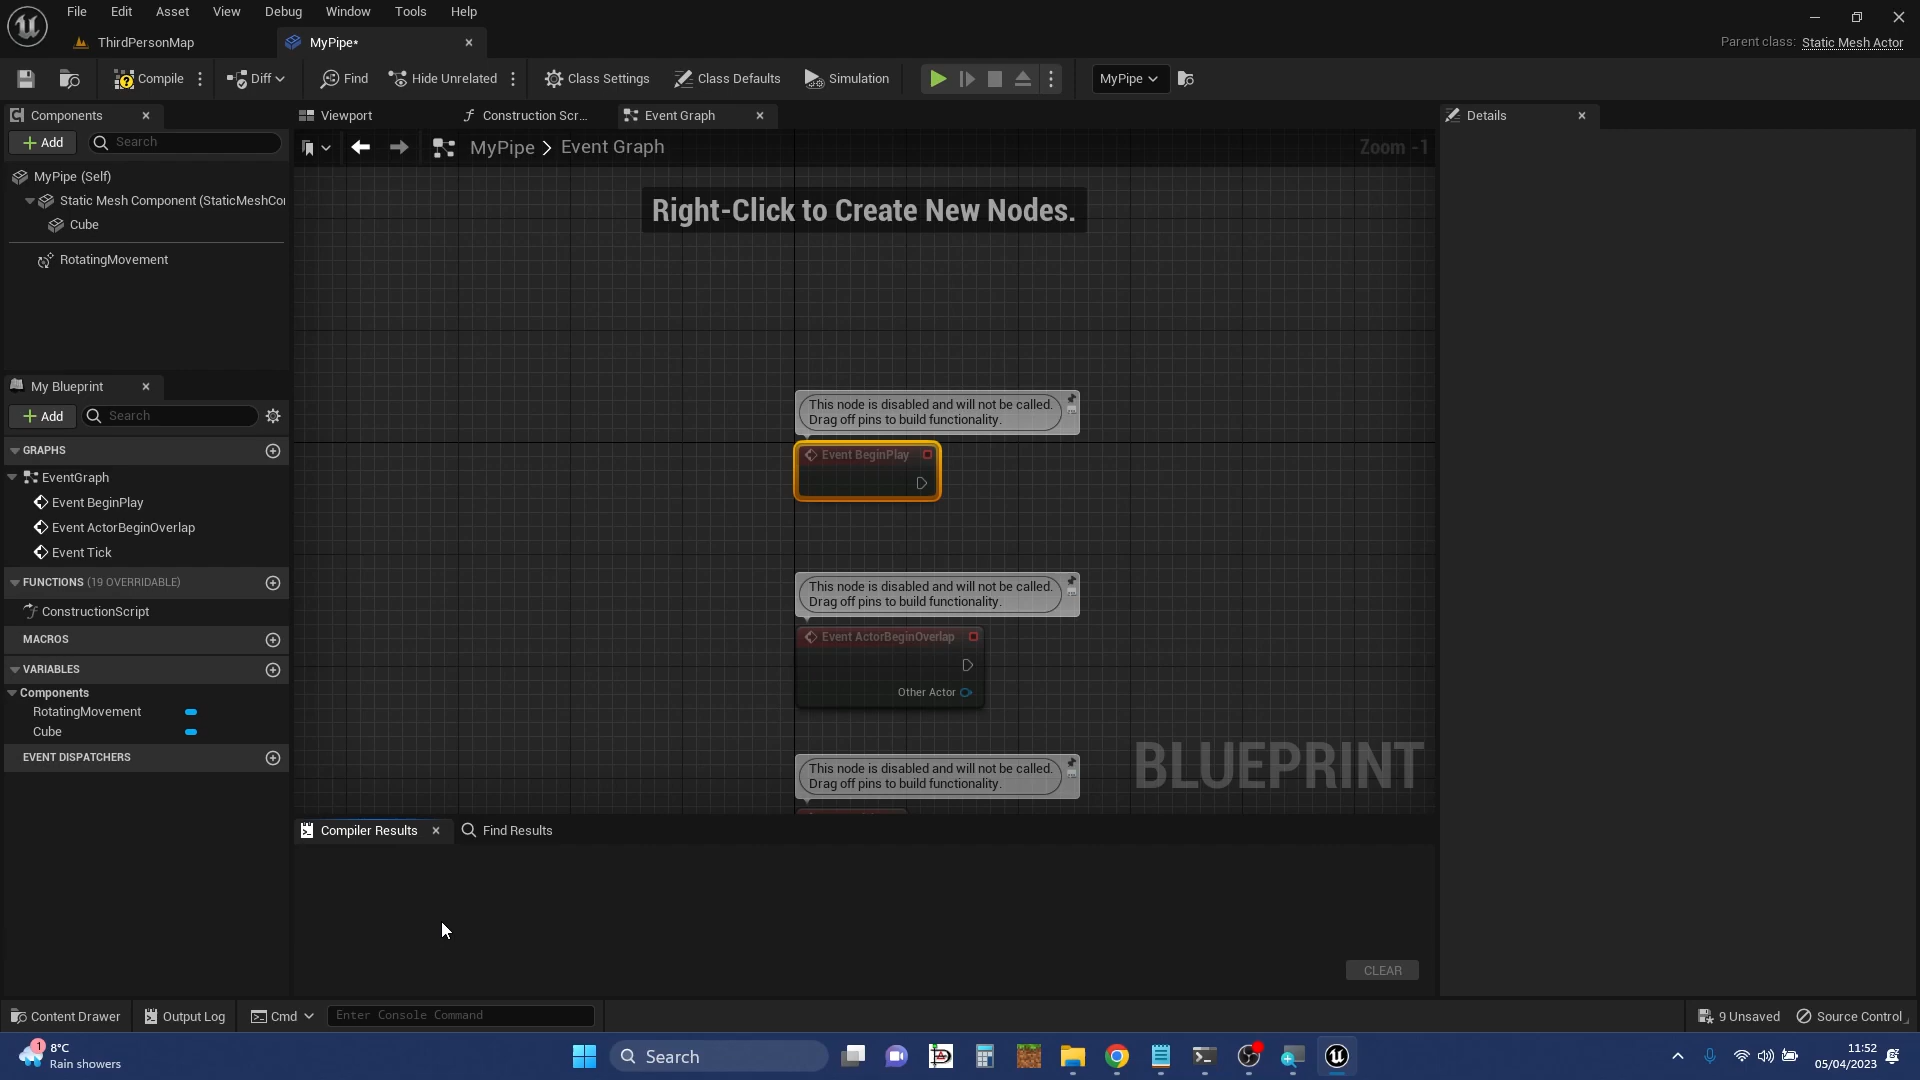 File Edit Asset View Debug Window Tools Help
ThirdPersonMap
MyPipe*
Parent class: Static Mesh Actor
Compile
Diff
Find
Hide Unrelated
Class Settings
Class Defaults
Simulation
MyPipe
Components
Add
Search
MyPipe (Self)
Static Mesh Component (StaticMeshCor
Cube
RotatingMovement
My Blueprint
Add
Search
GRAPHS
EventGraph
Event BeginPlay
Event ActorBeginOverlap
Event Tick
FUNCTIONS (19 OVERRIDABLE)
ConstructionScript
MACROS
VARIABLES
Components
RotatingMovement
Cube
EVENT DISPATCHERS
Viewport
Construction Scr...
Event Graph
MyPipe > Event Graph
Zoom -1
Right-Click to Create New Nodes.
This node is disabled and will not be called.
Drag off pins to build functionality.
Event BeginPlay
This node is disabled and will not be called.
Drag off pins to build functionality.
Event ActorBeginOverlap
Other Actor
This node is disabled and will not be called.
Drag off pins to build functionality.
BLUEPRINT
Compiler Results
Find Results
CLEAR
Details
Content Drawer
Output Log
Cmd
Enter Console Command
9 Unsaved
Source Control
1
8°C
Rain showers
Search
11:52
05/04/2023